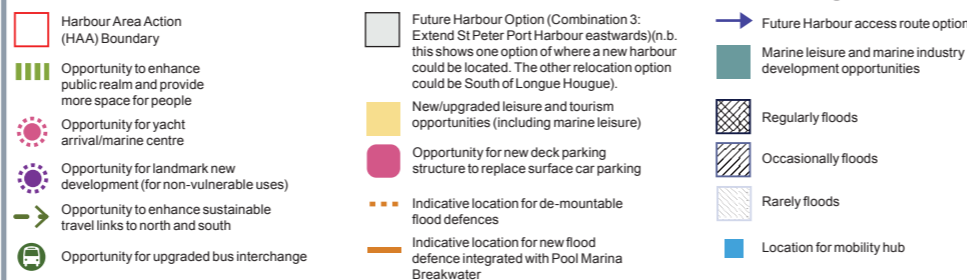 Harbour Area Action
(HAA) Boundary
Opportunity to enhance
public realm and provide
more space for people
Opportunity for yacht
arrival/marine centre
Opportunity for landmark new
development (for non-vulnerable uses)
Opportunity to enhance sustainable
travel links to north and south
Opportunity for upgraded bus interchange
Future Harbour Option (Combination 3:
Extend St Peter Port Harbour eastwards)(n.b.
this shows one option of where a new harbour
could be located. The other relocation option
could be South of Longue Hougue).
New/upgraded leisure and tourism
opportunities (including marine leisure)
Opportunity for new deck parking
structure to replace surface car parking
Indicative location for de-mountable
flood defences
Indicative location for new flood
defence integrated with Pool Marina
Breakwater
Future Harbour access route option
Marine leisure and marine industry
development opportunities
Regularly floods
Occasionally floods
Rarely floods
Location for mobility hub